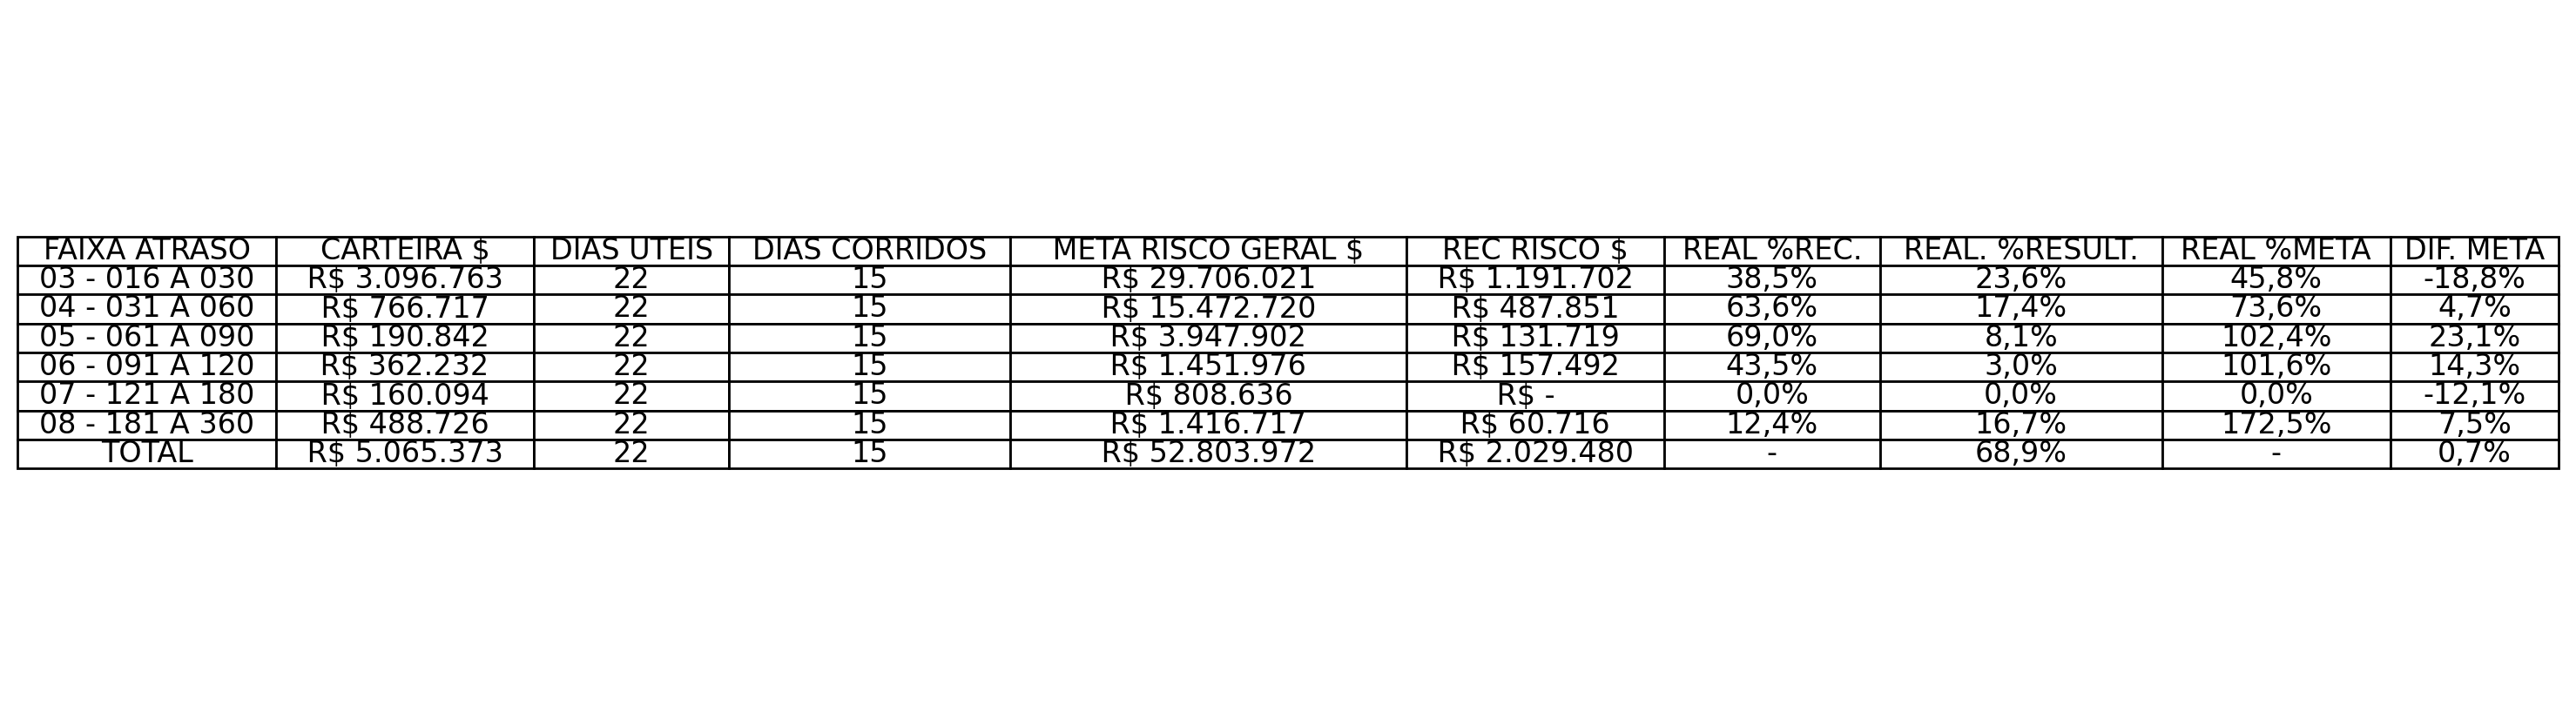 FAIXA ATRASO CARTEIRA $ DIAS UTEIS DIAS CORRIDOS META RISCO GERAL $ REC RISCO $ REAL %REC. REAL. %RESULT. REAL %META DIF. META
03 - 016 A 030 R$ 3.096.763 22 15 R$ 29.706.021 R$ 1.191.702 38,5% 23,6% 45,8% -18,8%
04 - 031 A 060 R$ 766.717 22 15 R$ 15.472.720 R$ 487.851 63,6% 17,4% 73,6% 4,7%
05 - 061 A 090 R$ 190.842 22 15 R$ 3.947.902 R$ 131.719 69,0% 8,1% 102,4% 23,1%
06 - 091 A 120 R$ 362.232 22 15 R$ 1.451.976 R$ 157.492 43,5% 3,0% 101,6% 14,3%
07 - 121 A 180 R$ 160.094 22 15 R$ 808.636 R$ - 0,0% 0,0% 0,0% -12,1%
08 - 181 A 360 R$ 488.726 22 15 R$ 1.416.717 R$ 60.716 12,4% 16,7% 172,5% 7,5%
TOTAL R$ 5.065.373 22 15 R$ 52.803.972 R$ 2.029.480 - 68,9% - 0,7%